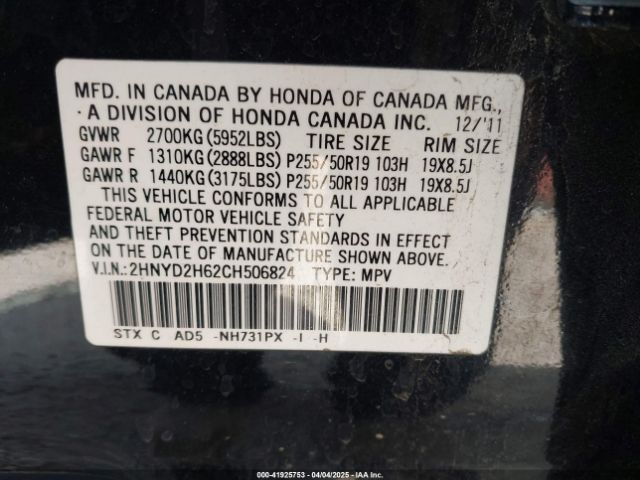 MFD. IN CANADA BY HONDA OF CANADA MFG.,
A DIVISION OF HONDA CANADA INC. 12/'11
GVWR 2700KG(5952LBS) TIRE SIZE RIM SIZE
GAWR F 1310KG(2888LBS) P255/50R19 103H 19X8.5J
GAWR R 1440KG(3175LBS) P255/50R19 103H 19X8.5J
THIS VEHICLE CONFORMS TO ALL APPLICABLE
FEDERAL MOTOR VEHICLE SAFETY
AND THEFT PREVENTION STANDARDS IN EFFECT
ON THE DATE OF MANUFACTURE SHOWN ABOVE.
V.I.N.: 2HNYD2H62CH506824 TYPE: MPV
STX C AD5 -NH731PX -I -H
000-41925753 - 04/04/2025 - IAA Inc.